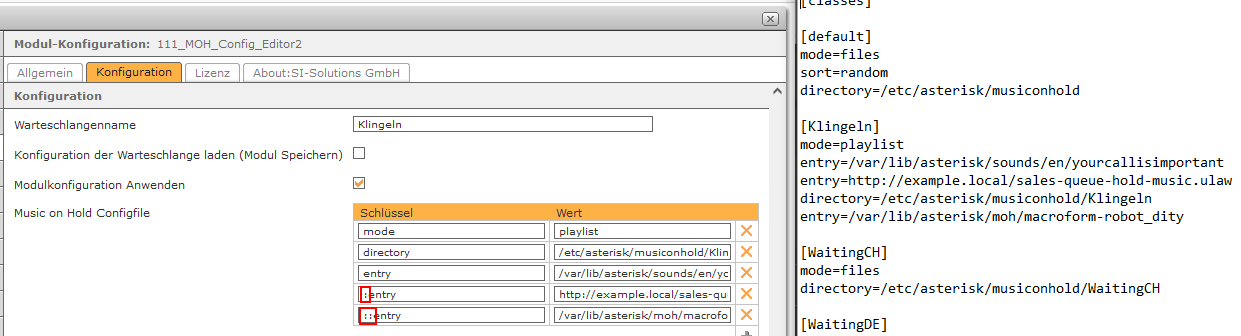 Modul-Konfiguration: 111_MOH_Config_Editor2
Allgemein Konfiguration Lizenz About:SI-Solutions GmbH
Konfiguration
Warteschlangenname Klingeln
Konfiguration der Warteschlange laden (Modul Speichern)
Modulkonfiguration Anwenden
Music on Hold Configfile
Schlüssel Wert
mode playlist
directory /etc/asterisk/musiconhold/Klin
entry /var/lib/asterisk/sounds/en/yc
:entry http://example.local/sales-qu
::entry /var/lib/asterisk/moh/macrofo
[classes]
[default]
mode=files
sort=random
directory=/etc/asterisk/musiconhold
[Klingeln]
mode=playlist
entry=/var/lib/asterisk/sounds/en/yourcallisimportant
entry=http://example.local/sales-queue-hold-music.ulaw
directory=/etc/asterisk/musiconhold/Klingeln
entry=/var/lib/asterisk/moh/macroform-robot_dity
[WaitingCH]
mode=files
directory=/etc/asterisk/musiconhold/WaitingCH
[WaitingDE]